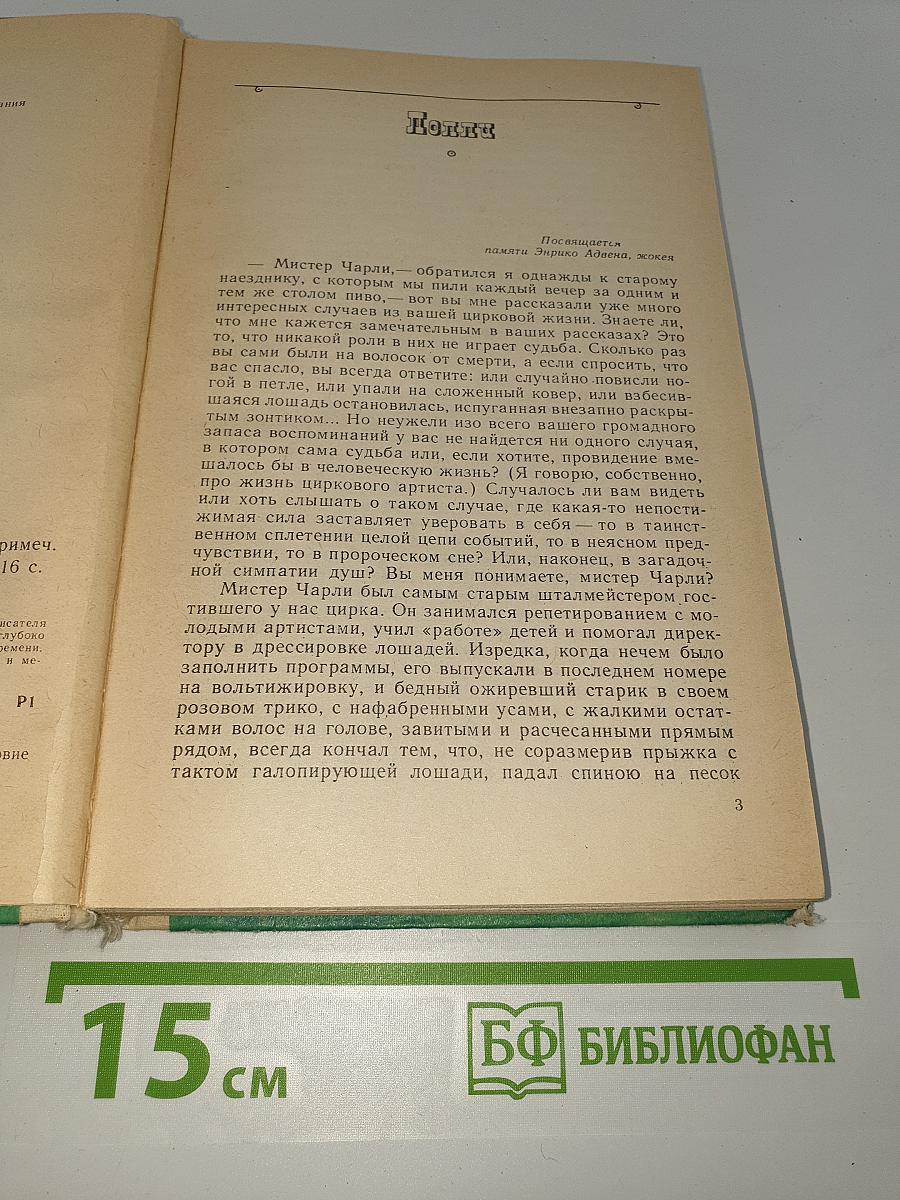 ания
римеч.
16 с.
исателя
глубоко
ремени.
и ме-
Р1
овие
Лолли
Посвящается
памяти Энрико Адвена, жокея
— Мистер Чарли,— обратился я однажды к старому
наезднику, с которым мы пили каждый вечер за одним и
тем же столом пиво,— вот вы мне рассказали уже много
интересных случаев из вашей цирковой жизни. Знаете ли,
что мне кажется замечательным в ваших рассказах? Это
то, что никакой роли в них не играет судьба. Сколько раз
вы сами были на волосок от смерти, а если спросить, что
вас спасло, вы всегда ответите: или случайно повисли но-
гой в петле, или упали на сложенный ковер, или взбесив-
шаяся лошадь остановилась, испуганная внезапно раскры-
тым зонтиком... Но неужели изо всего вашего громадного
запаса воспоминаний у вас не найдется ни одного случая,
в котором сама судьба или, если хотите, провидение вме-
шалось бы в человеческую жизнь? (Я говорю, собственно,
про жизнь циркового артиста.) Случалось ли вам видеть
или хоть слышать о таком случае, где какая-то непости-
жимая сила заставляет уверовать в себя — то в таинст-
венном сплетении целой цепи событий, то в неясном пред-
чувствии, то в пророческом сне? Или, наконец, в загадоч-
ной симпатии душ? Вы меня понимаете, мистер Чарли?
Мистер Чарли был самым старым шталмейстером гос-
тившего у нас цирка. Он занимался репетированием с мо-
лодыми артистами, учил «работе» детей и помогал дирек-
тору в дрессировке лошадей. Изредка, когда нечем было
заполнить программы, его выпускали в последнем номере
на вольтижировку, и бедный ожиревший старик в своем
розовом трико, с нафабренными усами, с жалкими остат-
ками волос на голове, завитыми и расчесанными прямым
рядом, всегда кончал тем, что, не соразмерив прыжка с
тактом галопирующей лошади, падал спиною на песок
3
15 см
БФ БИБЛИОФАН